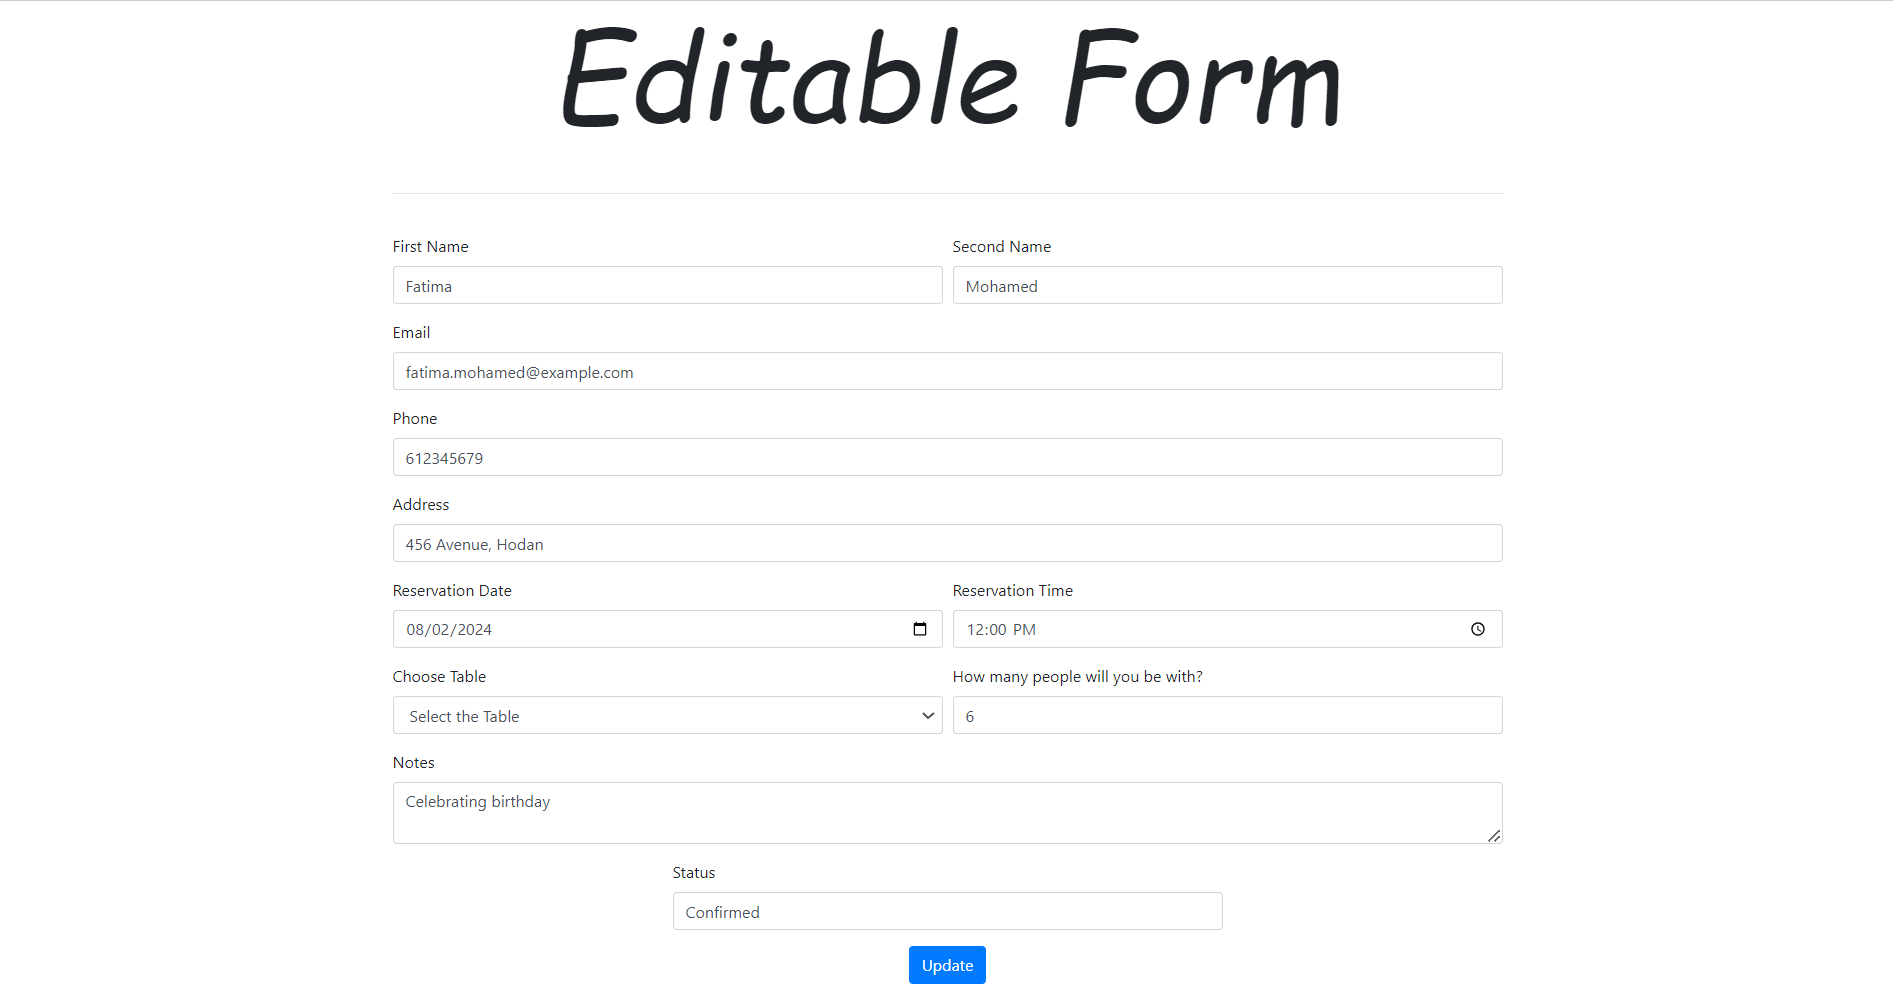 Editable Form
First Name Second Name
Fatima Mohamed
Email
fatima.mohamed@example.com
Phone
612345679
Address
456 Avenue, Hodan
Reservation Date Reservation Time
08/02/2024 12:00 PM
Choose Table How many people will you be with?
Select the Table 6
Notes
Celebrating birthday
Status
Confirmed
Update